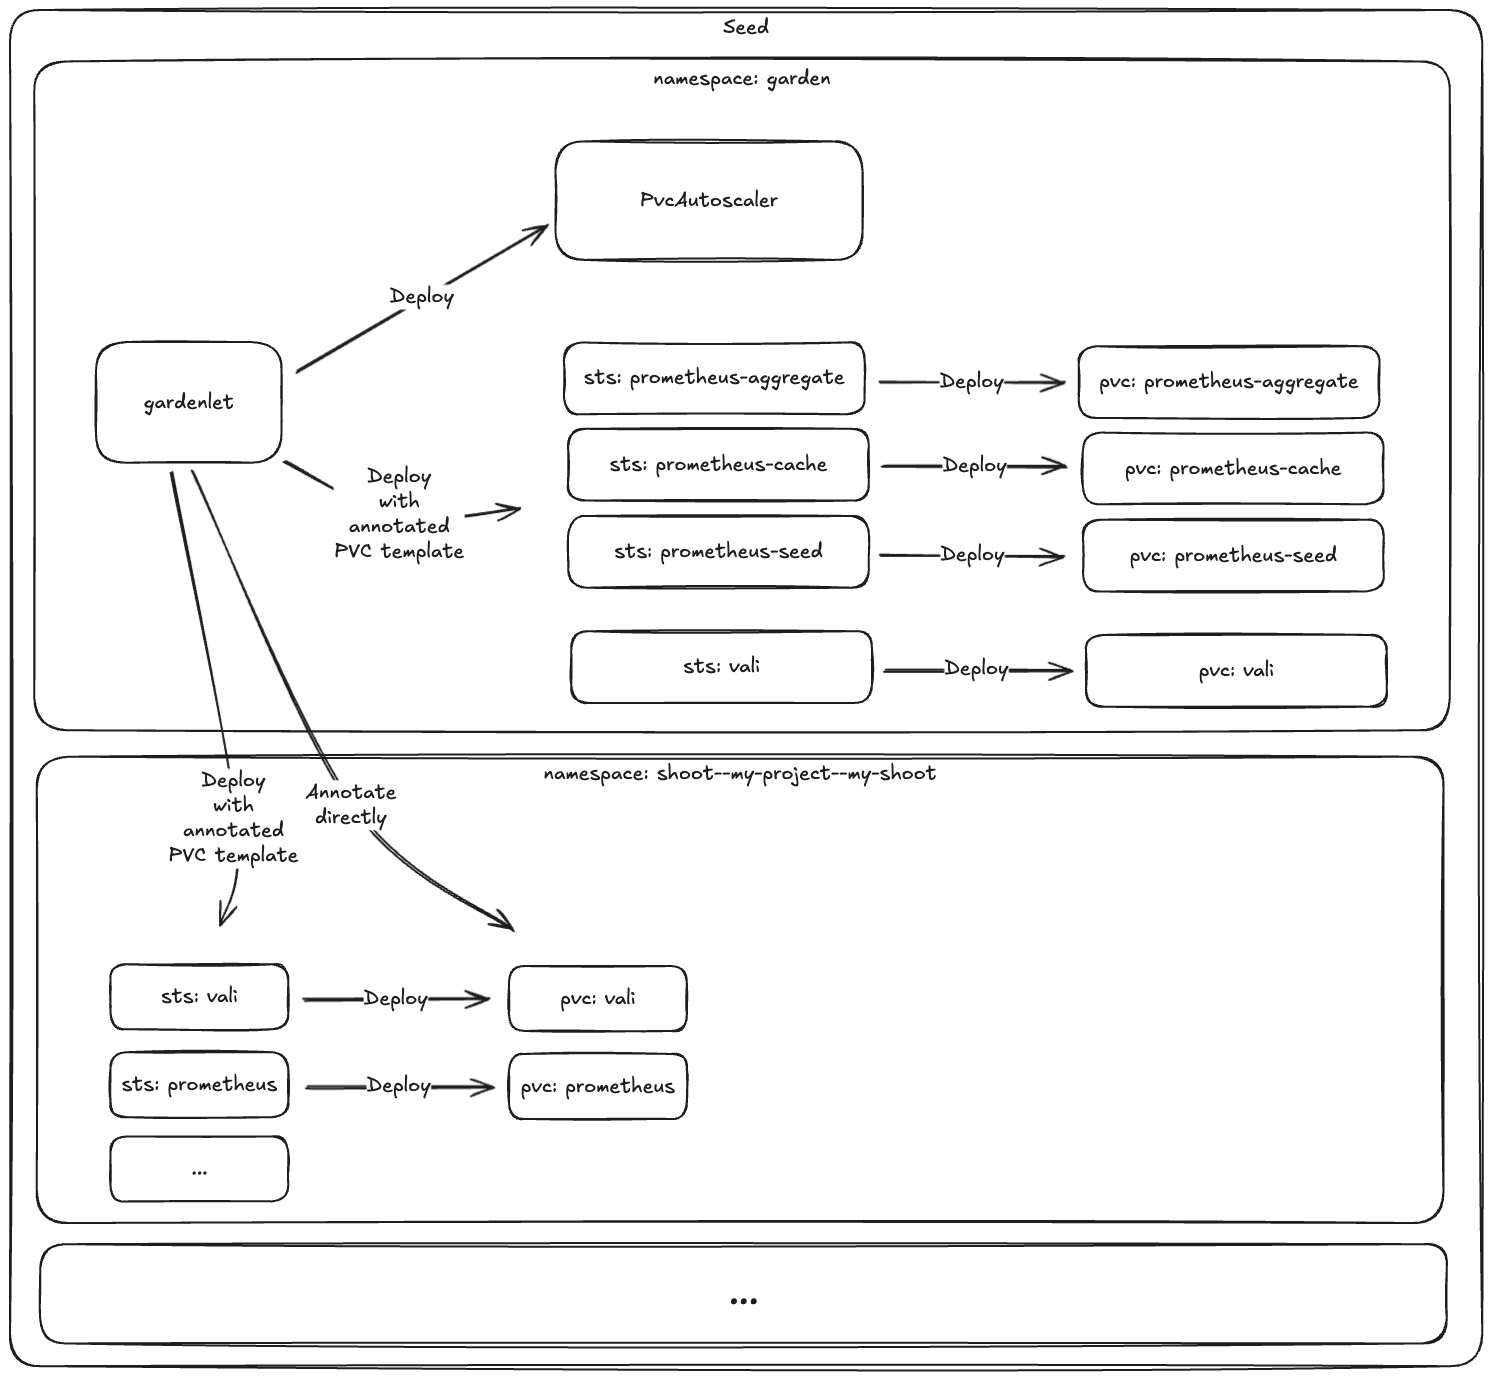 Seed
namespace: garden
PvcAutoscaler
Deploy
gardenlet
sts: prometheus-aggregate
Deploy
pvc: prometheus-aggregate
sts: prometheus-cache
Deploy
pvc: prometheus-cache
Deploy
with
annotated
PVC template
sts: prometheus-seed
Deploy
pvc: prometheus-seed
sts: vali
Deploy
pvc: vali
namespace: shoot--my-project--my-shoot
Deploy
with
annotated
PVC template
Annotate
directly
sts: vali
Deploy
pvc: vali
sts: prometheus
Deploy
pvc: prometheus
...
...